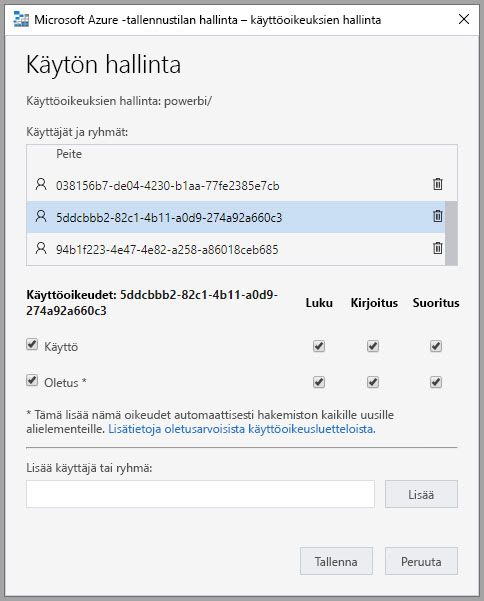 Microsoft Azure -tallennustilan hallinta – käyttöoikeuksien hallinta
Käytön hallinta
Käyttöoikeuksien hallinta: powerbi/
Käyttäjät ja ryhmät:
Peite
038156b7-de04-4230-b1aa-77fe2385e7cb
5ddcbbb2-82c1-4b11-a0d9-274a92a660c3
94b1f223-4e47-4e82-a258-a86018ceb685
Käyttöoikeudet: 5ddcbbb2-82c1-4b11-a0d9-
274a92a660c3
Luku Kirjoitus Suoritus
Käyttö
Oletus *
* Tämä lisää nämä oikeudet automaattisesti hakemiston kaikille uusille
alielementeille. Lisätietoja oletusarvoisista käyttöoikeusluetteloista.
Lisää käyttäjä tai ryhmä:
Lisää
Tallenna Peruuta